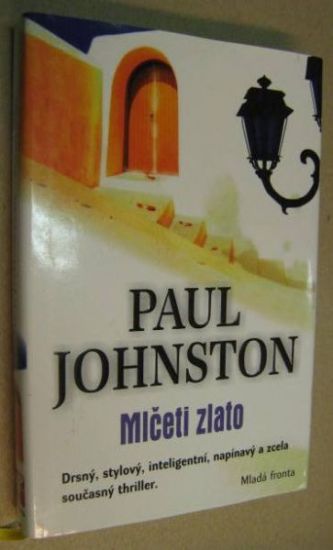 PAUL
JOHNSTON
Mlčeti zlato
Drsný, stylový, inteligentní, napínavý a zcela
současný thriller.
Mladá fronta